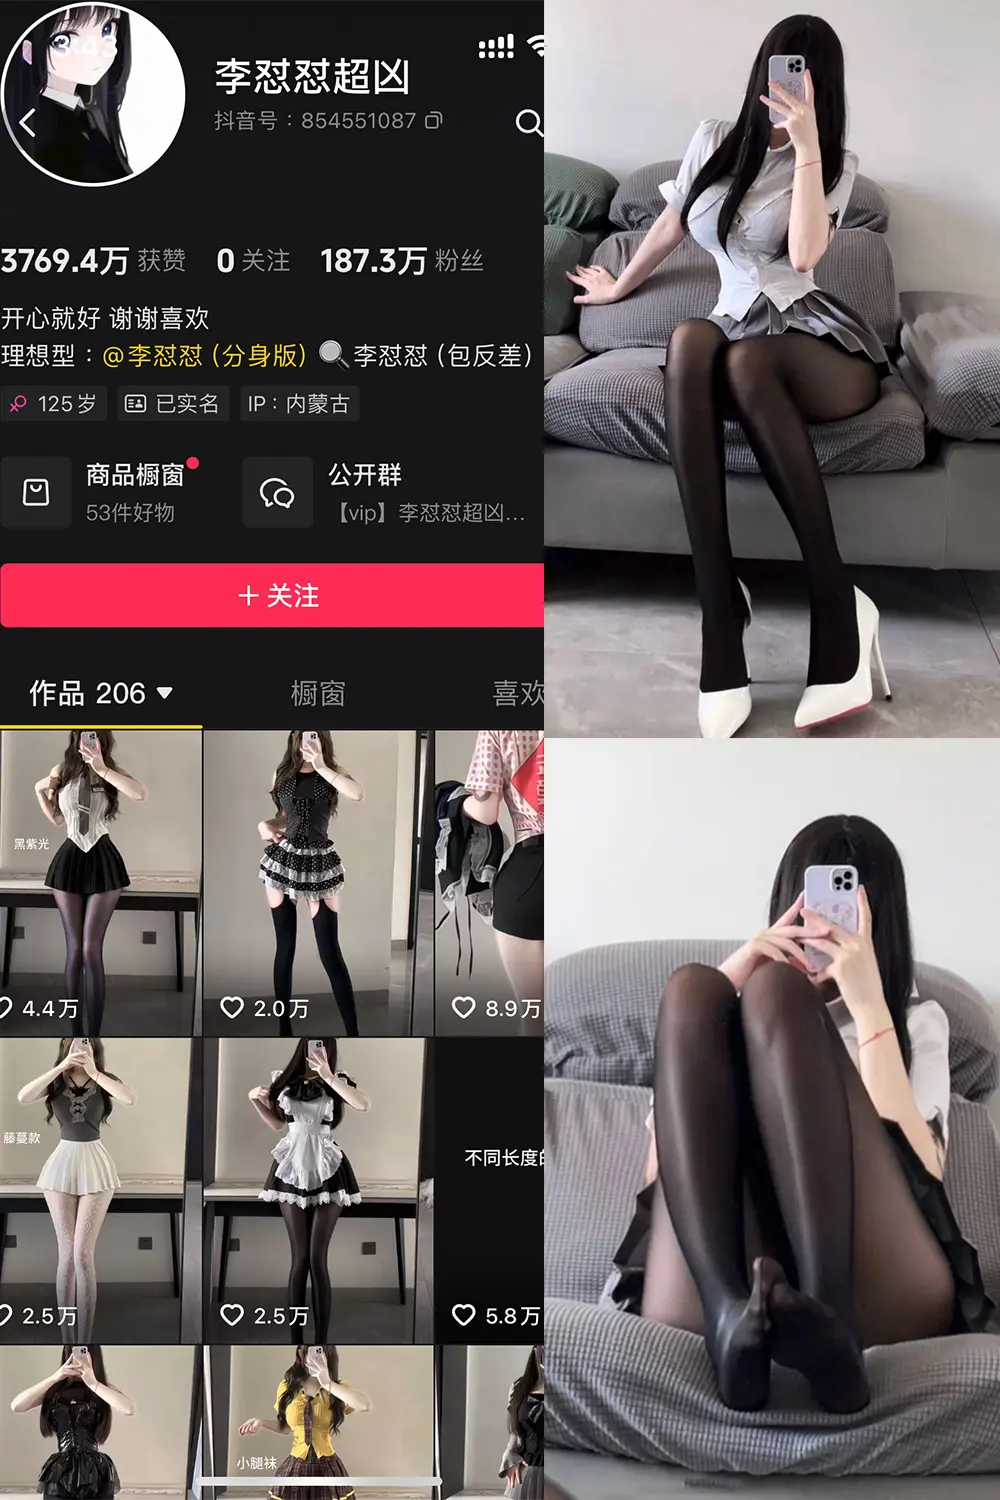 3:43
李怼怼超凶
抖音号：854551087
3769.4万 获赞 0 关注 187.3万 粉丝
开心就好 谢谢喜欢
理想型：@李怼怼（分身版）🔍李怼怼（包反差）
125岁 已实名 IP：内蒙古
商品橱窗 公开群
53件好物 【vip】李怼怼超凶...
+ 关注
作品 206 橱窗 喜欢
黑紫光
4.4万 2.0万 8.9万
藤蔓款
不同长度的
2.5万 2.5万 5.8万
小腿袜